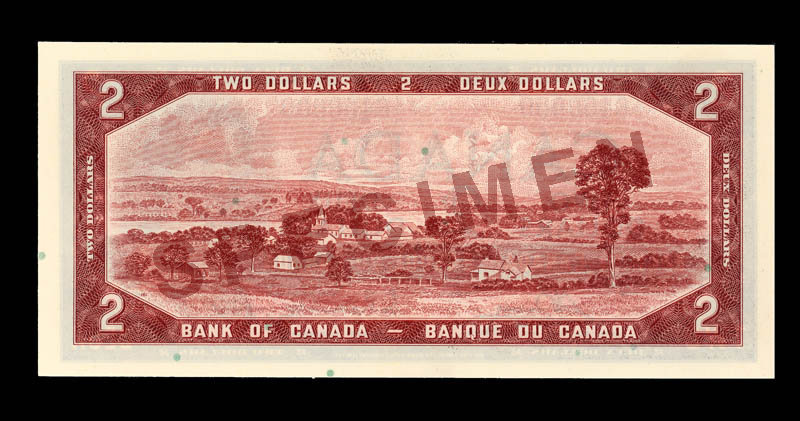 TWO DOLLARS 2 DEUX DOLLARS
2
2
TWO DOLLARS
DEUX DOLLARS
CANADA
SPECIMEN
2
2
BANK OF CANADA — BANQUE DU CANADA